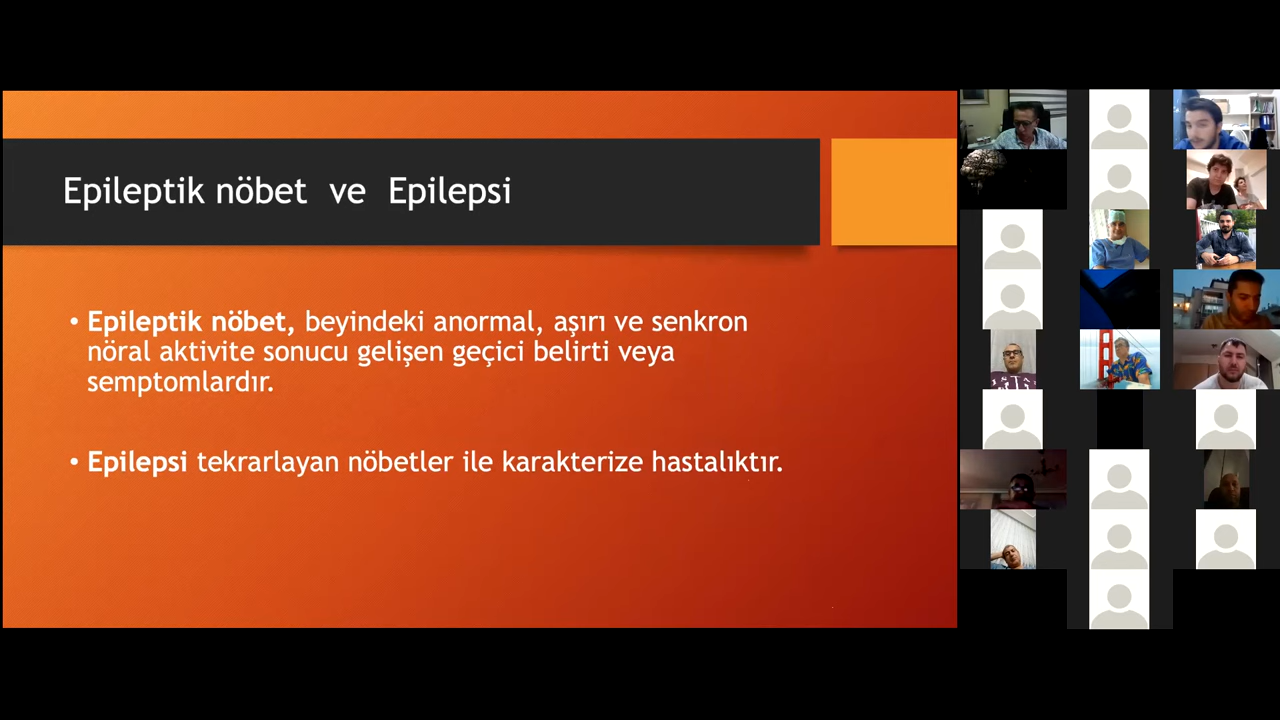 Epileptik nöbet ve Epilepsi
• Epileptik nöbet, beyindeki anormal, aşırı ve senkron
nöral aktivite sonucu gelişen geçici belirti veya
semptomlardır.
• Epilepsi tekrarlayan nöbetler ile karakterize hastalıktır.